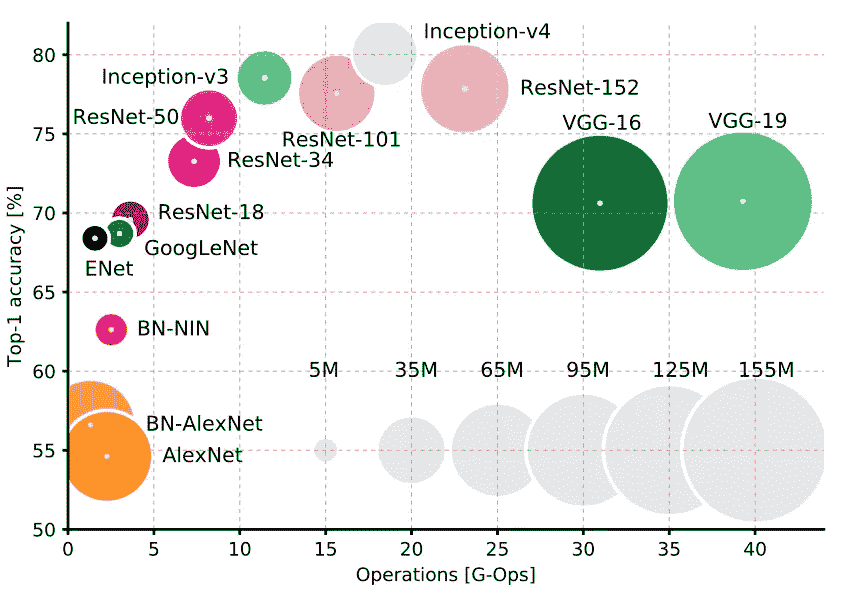 Inception-v4
80
Inception-v3
ResNet-152
ResNet-50
VGG-16
VGG-19
75
ResNet-101
ResNet-34
70
ResNet-18
GoogLeNet
ENet
65
BN-NIN
60
5M
35M
65M
95M
125M
155M
BN-AlexNet
AlexNet
55
50
Top-1 accuracy [%]
0
5
10
15
20
25
30
35
40
Operations [G-Ops]